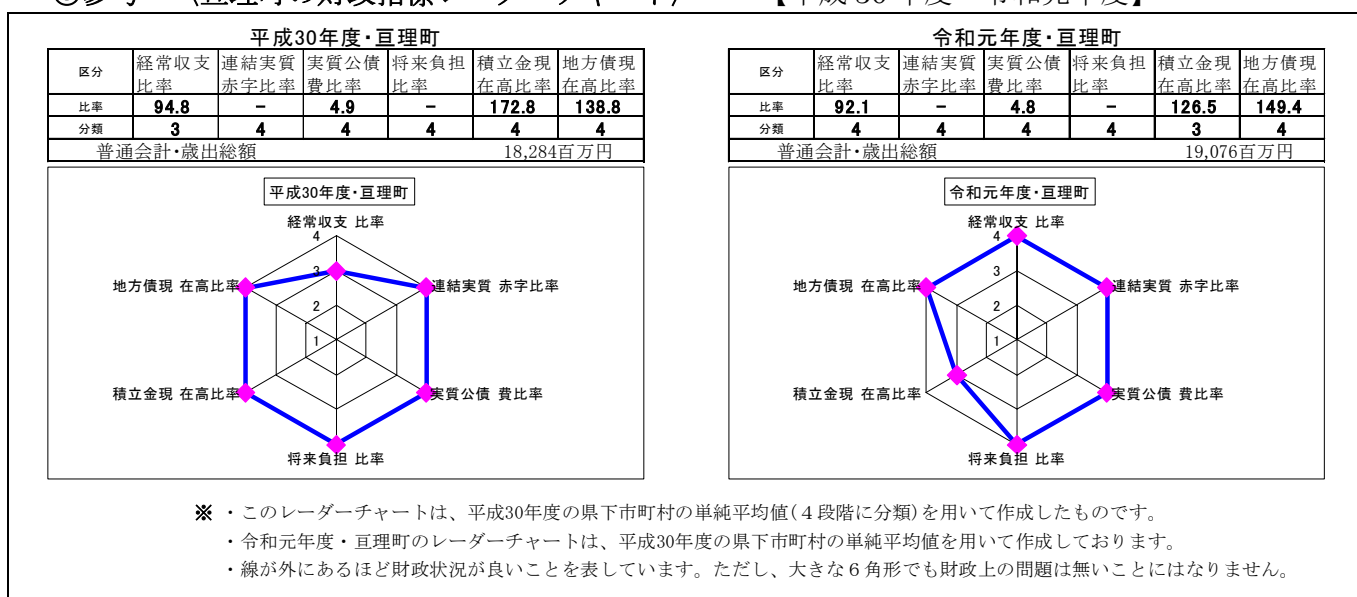 【平成30年度・令和元年度】
平成30年度・亘理町
区分 経常収支比率 連結実質赤字比率 実質公債費比率 将来負担比率 積立金現在高比率 地方債現在高比率
比率 94.8 － 4.9 － 172.8 138.8
分類 3 4 4 4 4 4
普通会計・歳出総額 18,284百万円
平成30年度・亘理町
経常収支 比率
4
3
地方債現 在高比率
連結実質 赤字比率
2
1
積立金現 在高比率
実質公債 費比率
将来負担 比率
令和元年度・亘理町
区分 経常収支比率 連結実質赤字比率 実質公債費比率 将来負担比率 積立金現在高比率 地方債現在高比率
比率 92.1 － 4.8 － 126.5 149.4
分類 4 4 4 4 3 4
普通会計・歳出総額 19,076百万円
令和元年度・亘理町
経常収支 比率
4
3
地方債現 在高比率
連結実質 赤字比率
2
1
積立金現 在高比率
実質公債 費比率
将来負担 比率
※ ・このレーダーチャートは、平成30年度の県下市町村の単純平均値(４段階に分類)を用いて作成したものです。
・令和元年度・亘理町のレーダーチャートは、平成30年度の県下市町村の単純平均値を用いて作成しております。
・線が外にあるほど財政状況が良いことを表しています。ただし、大きな６角形でも財政上の問題は無いことにはなりません。